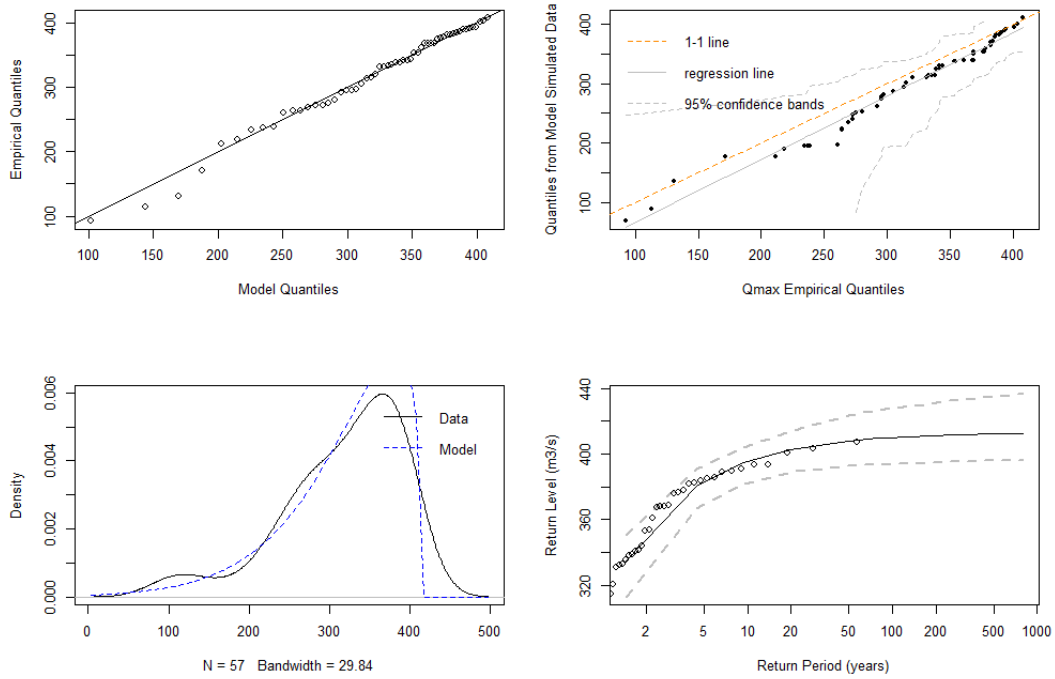 Empirical Quantiles
400
300
200
100
100 150 200 250 300 350 400
Model Quantiles
Quantiles from Model Simulated Data
400
300
200
100
1-1 line
regression line
95% confidence bands
100 150 200 250 300 350 400
Qmax Empirical Quantiles
Density
0.006
0.004
0.002
0.000
Data
Model
0 100 200 300 400 500
N = 57 Bandwidth = 29.84
Return Level (m3/s)
440
400
360
320
2 5 10 20 50 100 200 500 1000
Return Period (years)